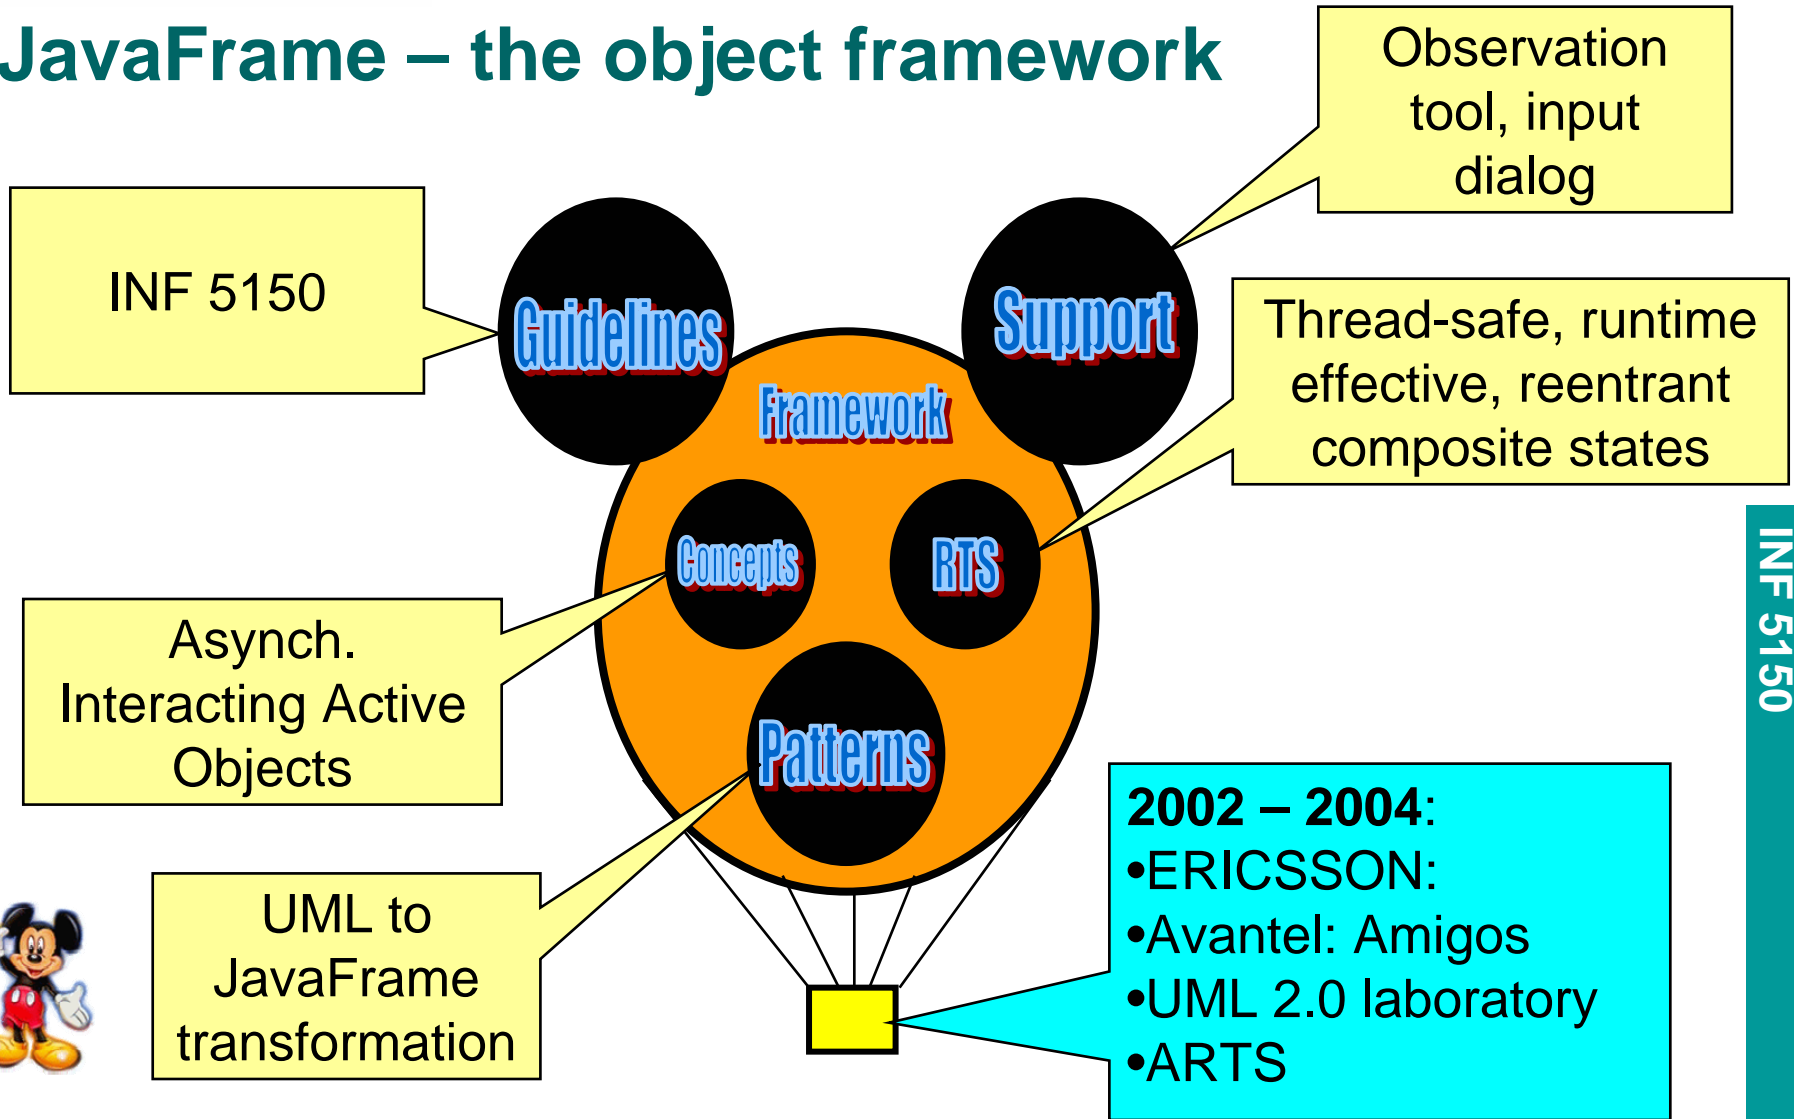 JavaFrame – the object framework
Observation
tool, input
dialog
INF 5150
Guidelines
Support
Thread-safe, runtime
effective, reentrant
composite states
Framework
Concepts
RTS
Asynch.
Interacting Active
Objects
Patterns
UML to
JavaFrame
transformation
2002 – 2004:
•ERICSSON:
•Avantel: Amigos
•UML 2.0 laboratory
•ARTS
INF 5150